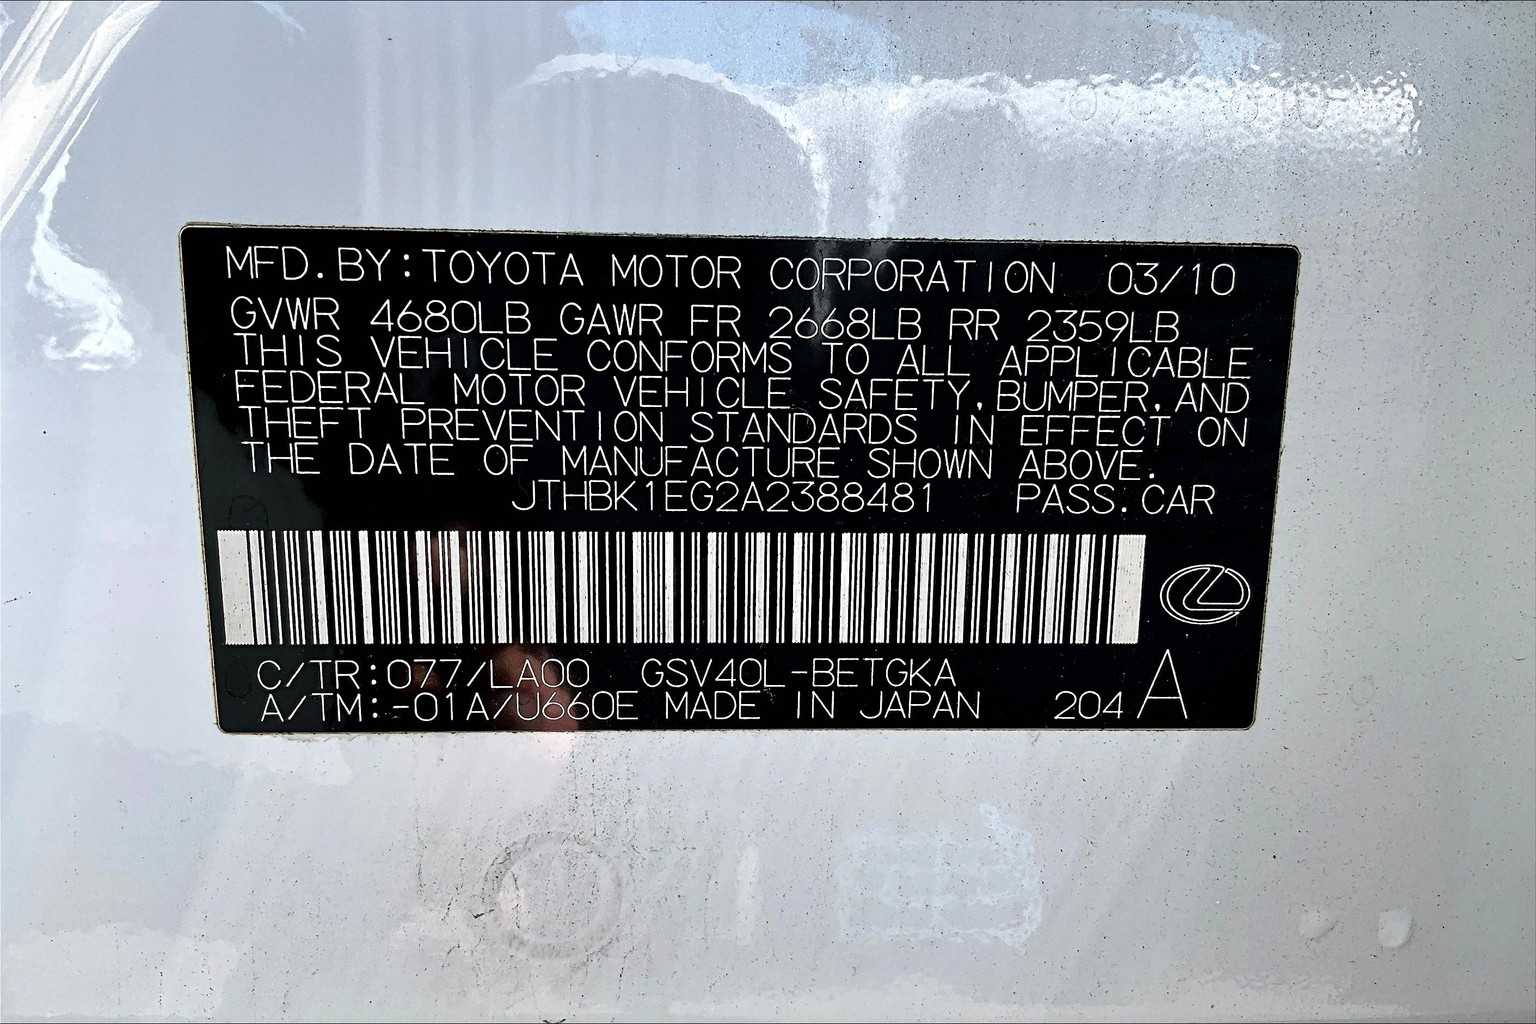 MFD. BY: TOYOTA MOTOR CORPORATION 03/10
GVWR 4680LB GAWR FR 2668LB RR 2359LB
THIS VEHICLE CONFORMS TO ALL APPLICABLE
FEDERAL MOTOR VEHICLE SAFETY, BUMPER, AND
THEFT PREVENTION STANDARDS IN EFFECT ON
THE DATE OF MANUFACTURE SHOWN ABOVE.
JTHBK1EG2A2388481 PASS. CAR
C/TR: 077/LA00 GSV40L-BETGKA
A/TM: -01A/U660E MADE IN JAPAN 204 A